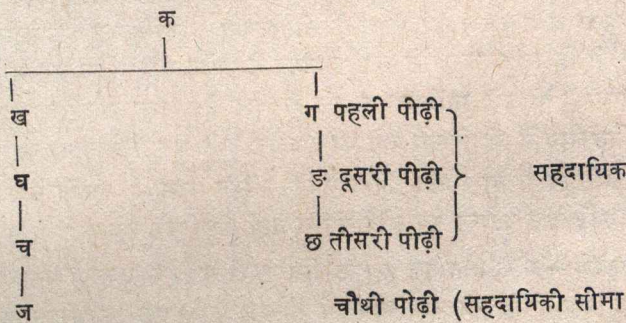 क
ख ग पहली पीढ़ी
घ ङ दूसरी पीढ़ी सहदायिक
च छ तीसरी पीढ़ी
ज चौथी पोढ़ी (सहदायिकी सीमा